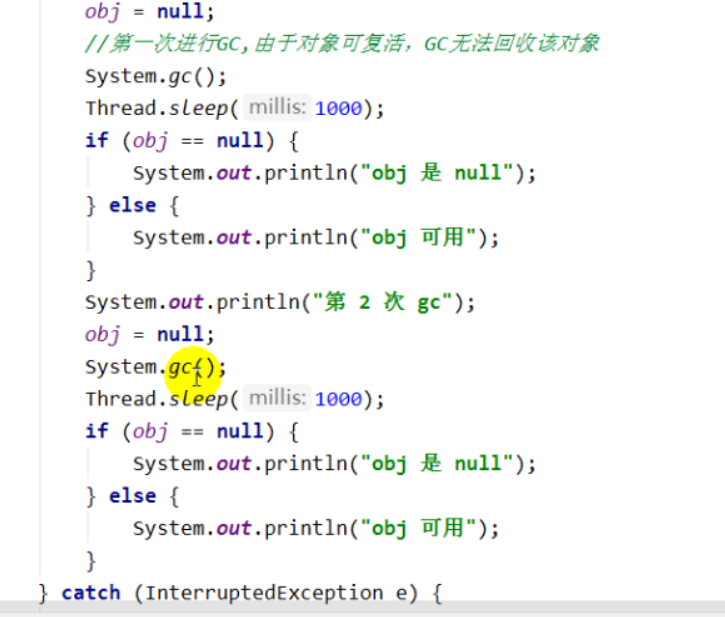 obj = null;
//第一次进行GC,由于对象可复活，GC无法回收该对象
System.gc();
Thread.sleep( millis: 1000);
if (obj == null) {
System.out.println("obj 是 null");
} else {
System.out.println("obj 可用");
}
System.out.println("第 2 次 gc");
obj = null;
System.gc();
Thread.sleep( millis: 1000);
if (obj == null) {
System.out.println("obj 是 null");
} else {
System.out.println("obj 可用");
}
} catch (InterruptedException e) {